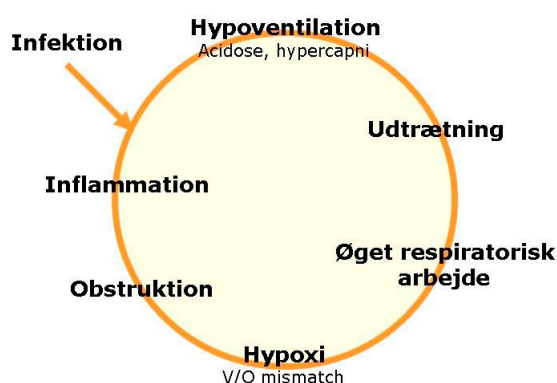 Hypoventilation
Acidose, hypercapni
Infektion
Udtrætning
Inflammation
Øget respiratorisk
arbejde
Obstruktion
Hypoxi
V/Q mismatch